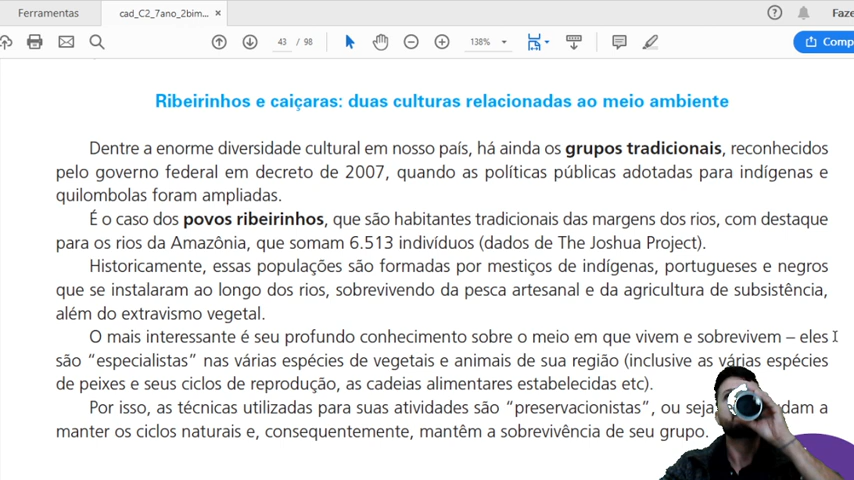 Ferramentas
cad_C2_7ano_2bim... ×
Faze
43 / 98
138%
Comp
Ribeirinhos e caiçaras: duas culturas relacionadas ao meio ambiente
Dentre a enorme diversidade cultural em nosso país, há ainda os grupos tradicionais, reconhecidos
pelo governo federal em decreto de 2007, quando as políticas públicas adotadas para indígenas e
quilombolas foram ampliadas.
É o caso dos povos ribeirinhos, que são habitantes tradicionais das margens dos rios, com destaque
para os rios da Amazônia, que somam 6.513 indivíduos (dados de The Joshua Project).
Historicamente, essas populações são formadas por mestiços de indígenas, portugueses e negros
que se instalaram ao longo dos rios, sobrevivendo da pesca artesanal e da agricultura de subsistência,
além do extravismo vegetal.
O mais interessante é seu profundo conhecimento sobre o meio em que vivem e sobrevivem – eles
são “especialistas” nas várias espécies de vegetais e animais de sua região (inclusive as várias espécies
de peixes e seus ciclos de reprodução, as cadeias alimentares estabelecidas etc).
Por isso, as técnicas utilizadas para suas atividades são “preservacionistas”, ou seja a
manter os ciclos naturais e, consequentemente, mantêm a sobrevivência de seu grupo.